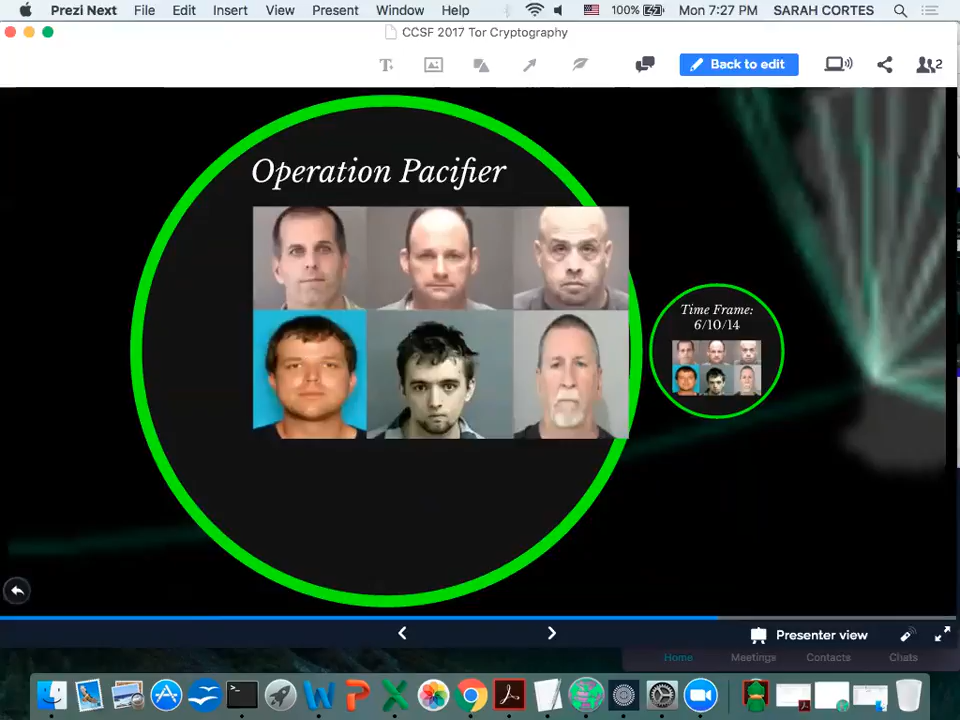 Prezi Next File Edit Insert View Present Window Help 100% Mon 7:27 PM SARAH CORTES
CCSF 2017 Tor Cryptography
Back to edit
2
Operation Pacifier
Time Frame:
6/10/14
Presenter view
Home Meetings Contacts Chats